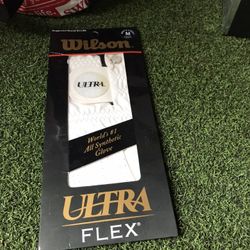 M
Wilson
ULTRA
World's #1
All Synthetic
Glove
ULTRA
FLEX